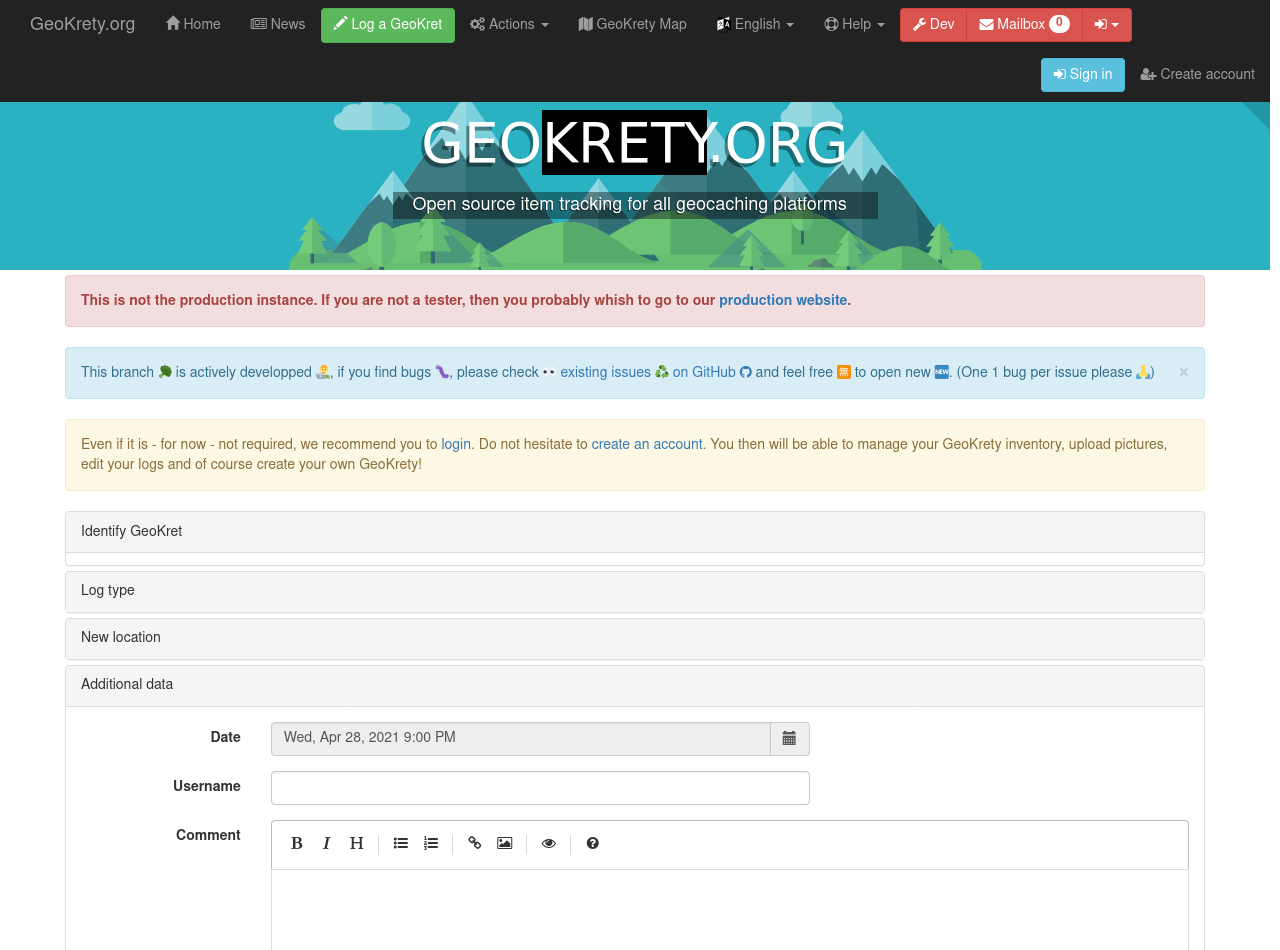 GeoKrety.org Home News Log a GeoKret Actions GeoKrety Map English Help Dev Mailbox 0
Sign in Create account
GEOKRETY.ORG
Open source item tracking for all geocaching platforms
This is not the production instance. If you are not a tester, then you probably whish to go to our production website.
This branch 🌳 is actively developped 👨‍🔬, if you find bugs 🐛, please check 👀 existing issues ♻ on GitHub and feel free 🈚 to open new 🆕. (One 1 bug per issue please 🙏) ×
Even if it is - for now - not required, we recommend you to login. Do not hesitate to create an account. You then will be able to manage your GeoKrety inventory, upload pictures,
edit your logs and of course create your own GeoKrety!
Identify GeoKret
Log type
New location
Additional data
Date Wed, Apr 28, 2021 9:00 PM
Username
Comment B I H